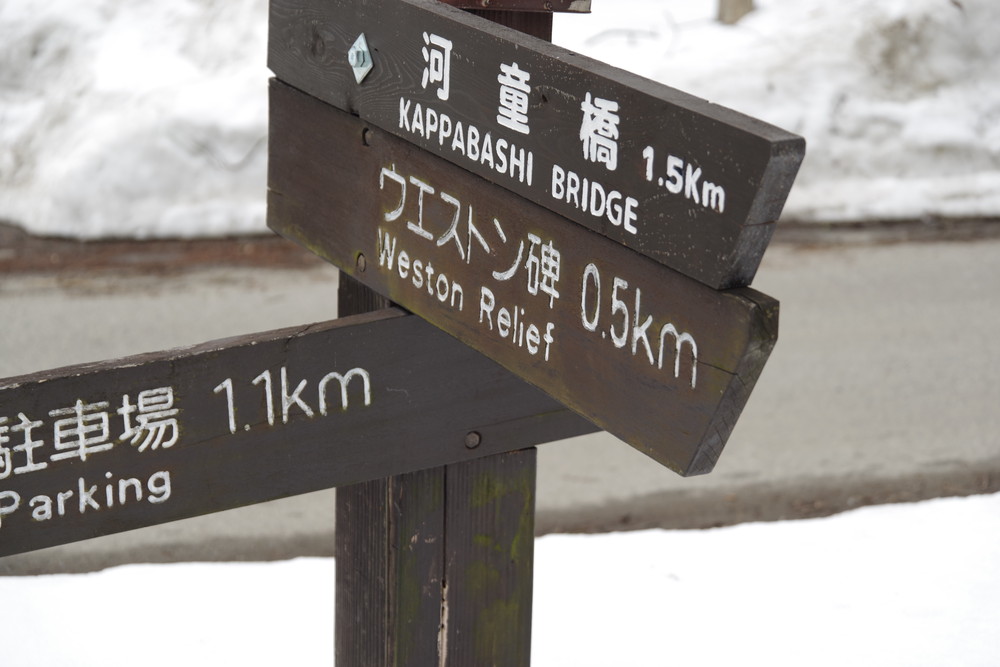 河童橋 1.5Km
KAPPABASHI BRIDGE
ウエストン碑 0.5km
Weston Relief
駐車場 1.1km
Parking